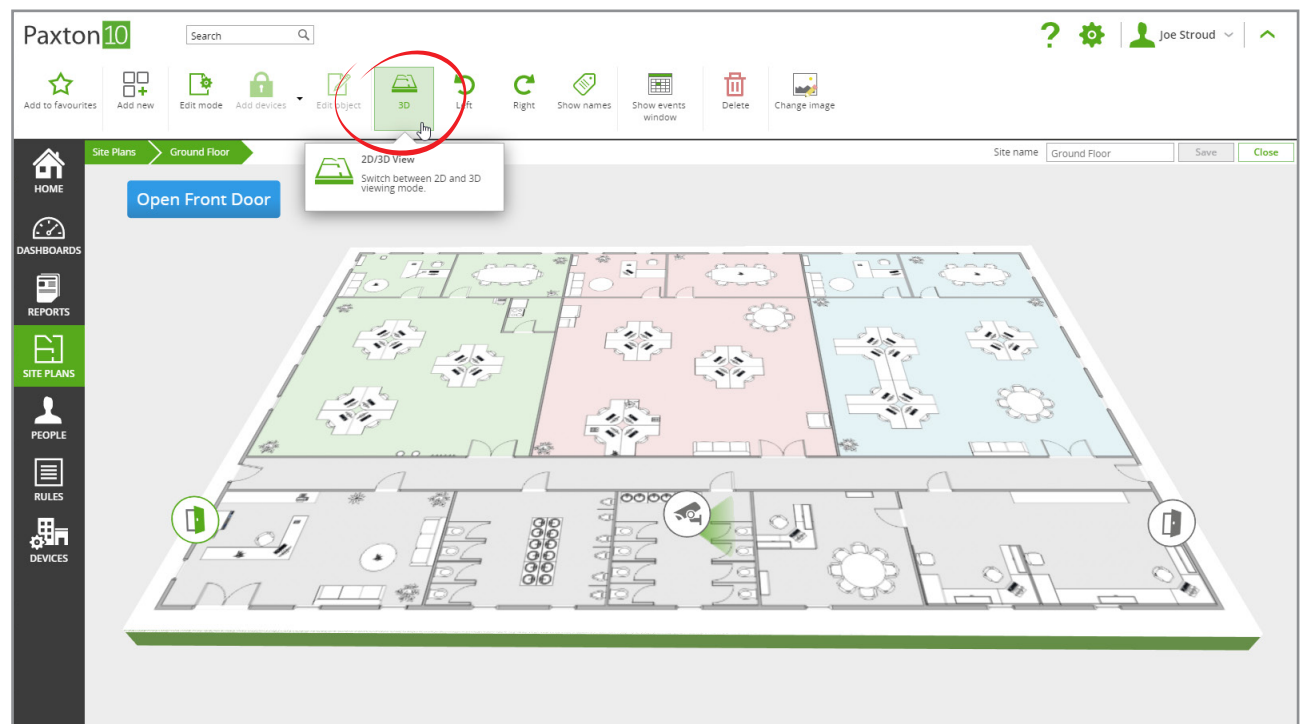 Paxton10
Search
Joe Stroud
Add to favourites
Add new
Edit mode
Add devices
Edit object
3D
Left
Right
Show names
Show events
window
Delete
Change image
Site Plans
Ground Floor
Site name
Ground Floor
Save
Close
2D/3D View
Switch between 2D and 3D
viewing mode.
Open Front Door
HOME
DASHBOARDS
REPORTS
SITE PLANS
PEOPLE
RULES
DEVICES